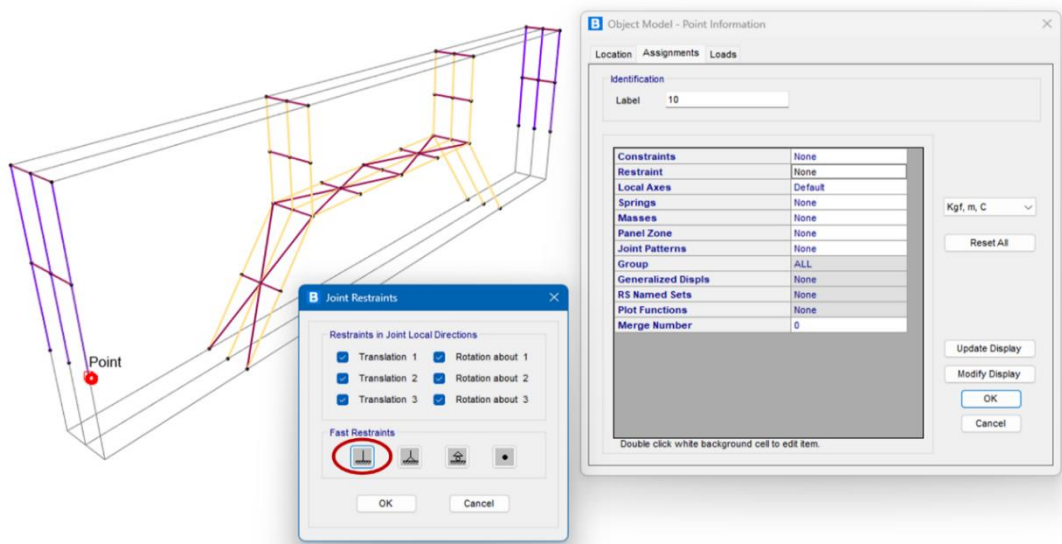 Point
B Object Model - Point Information
Location Assignments Loads
Identification
Label 10
Constraints None
Restraint None
Local Axes Default
Springs None
Masses None
Panel Zone None
Joint Patterns None
Group ALL
Generalized Displs None
RS Named Sets None
Plot Functions None
Merge Number 0
Double click white background cell to edit item.
Kgf, m, C
Reset All
Update Display
Modify Display
OK
Cancel
B Joint Restraints
Restraints in Joint Local Directions
Translation 1 Rotation about 1
Translation 2 Rotation about 2
Translation 3 Rotation about 3
Fast Restraints
OK Cancel